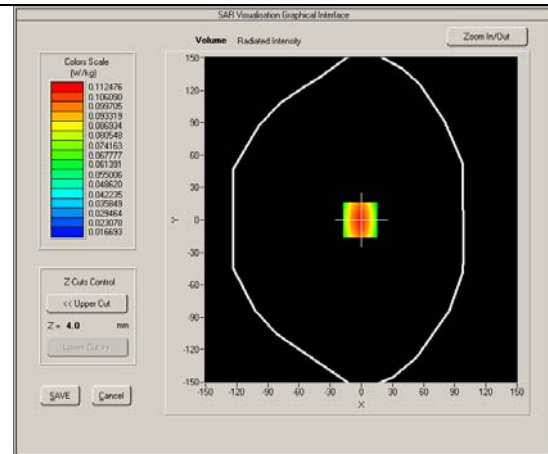 SAR Visualisation Graphical Interface
Volume Radiated Intensity
Zoom In/Out
Colors Scale
(W/kg)
0.112476
0.106090
0.099705
0.093319
0.086934
0.080548
0.074163
0.067777
0.061391
0.055006
0.048620
0.042235
0.035849
0.029464
0.023078
0.016693
Z-Cuts Control
<< Upper Cut
Z = 4.0 mm
Lower Cut >>
SAVE
Cancel
150
120
90
60
30
0
-30
-60
-90
-120
-150
Y
-150 -120 -90 -60 -30 0 30 60 90 120 150
X